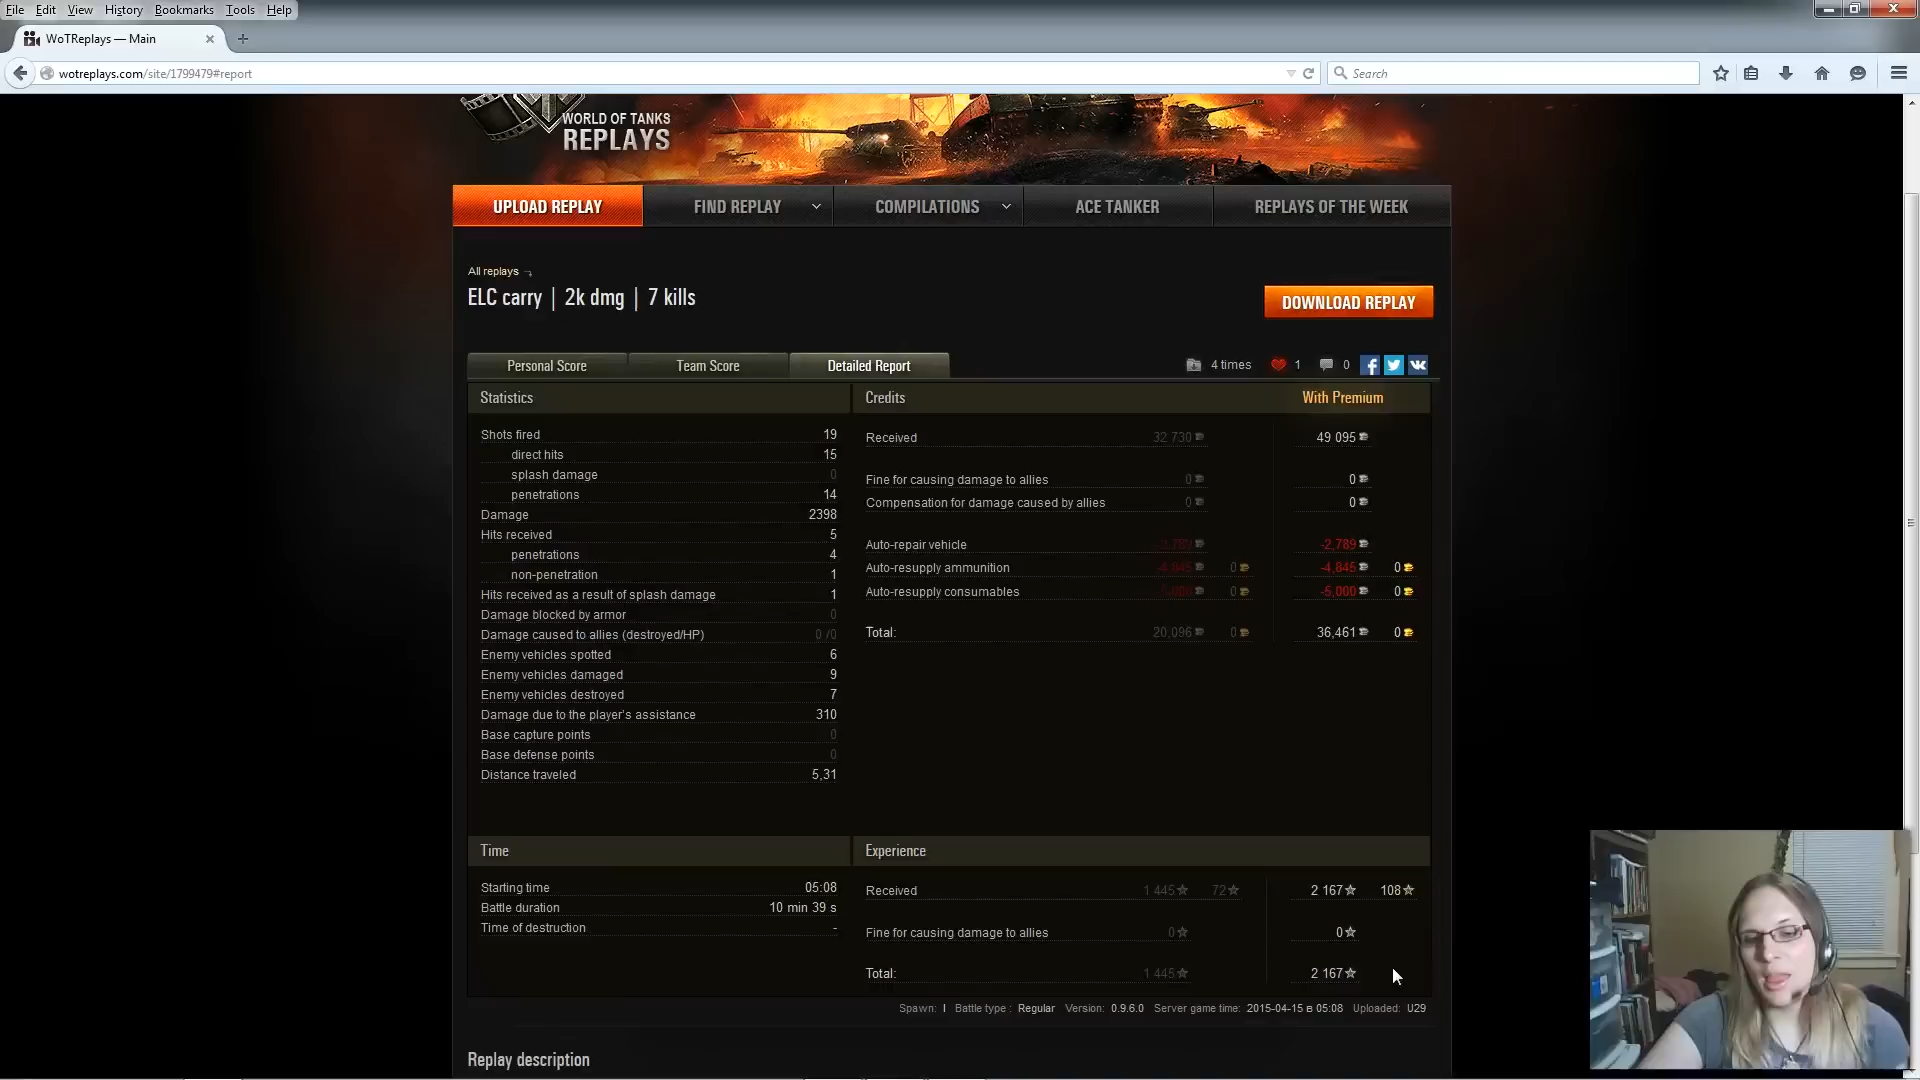 File Edit View History Bookmarks Tools Help
WoTReplays — Main
wotreplays.com/site/1799479#report
Search
WORLD OF TANKS
REPLAYS
UPLOAD REPLAY FIND REPLAY COMPILATIONS ACE TANKER REPLAYS OF THE WEEK
All replays
ELC carry | 2k dmg | 7 kills
DOWNLOAD REPLAY
Personal Score Team Score Detailed Report 4 times 1 0
Statistics
Shots fired 19
direct hits 15
splash damage 0
penetrations 14
Damage 2398
Hits received 5
penetrations 4
non-penetration 1
Hits received as a result of splash damage 1
Damage blocked by armor 0
Damage caused to allies (destroyed/HP) 0 /0
Enemy vehicles spotted 6
Enemy vehicles damaged 9
Enemy vehicles destroyed 7
Damage due to the player's assistance 310
Base capture points 0
Base defense points 0
Distance traveled 5,31
Credits With Premium
Received 32 730 49 095
Fine for causing damage to allies 0 0
Compensation for damage caused by allies 0 0
Auto-repair vehicle -2,789 -2,789
Auto-resupply ammunition -4,845 0 -4,845 0
Auto-resupply consumables -5,000 0 -5,000 0
Total: 20,096 0 36,461 0
Time
Starting time 05:08
Battle duration 10 min 39 s
Time of destruction -
Experience
Received 1 445 72 2 167 108
Fine for causing damage to allies 0 0
Total: 1 445 2 167
Spawn: I Battle type : Regular Version: 0.9.6.0 Server game time: 2015-04-15 в 05:08 Uploaded: U29
Replay description